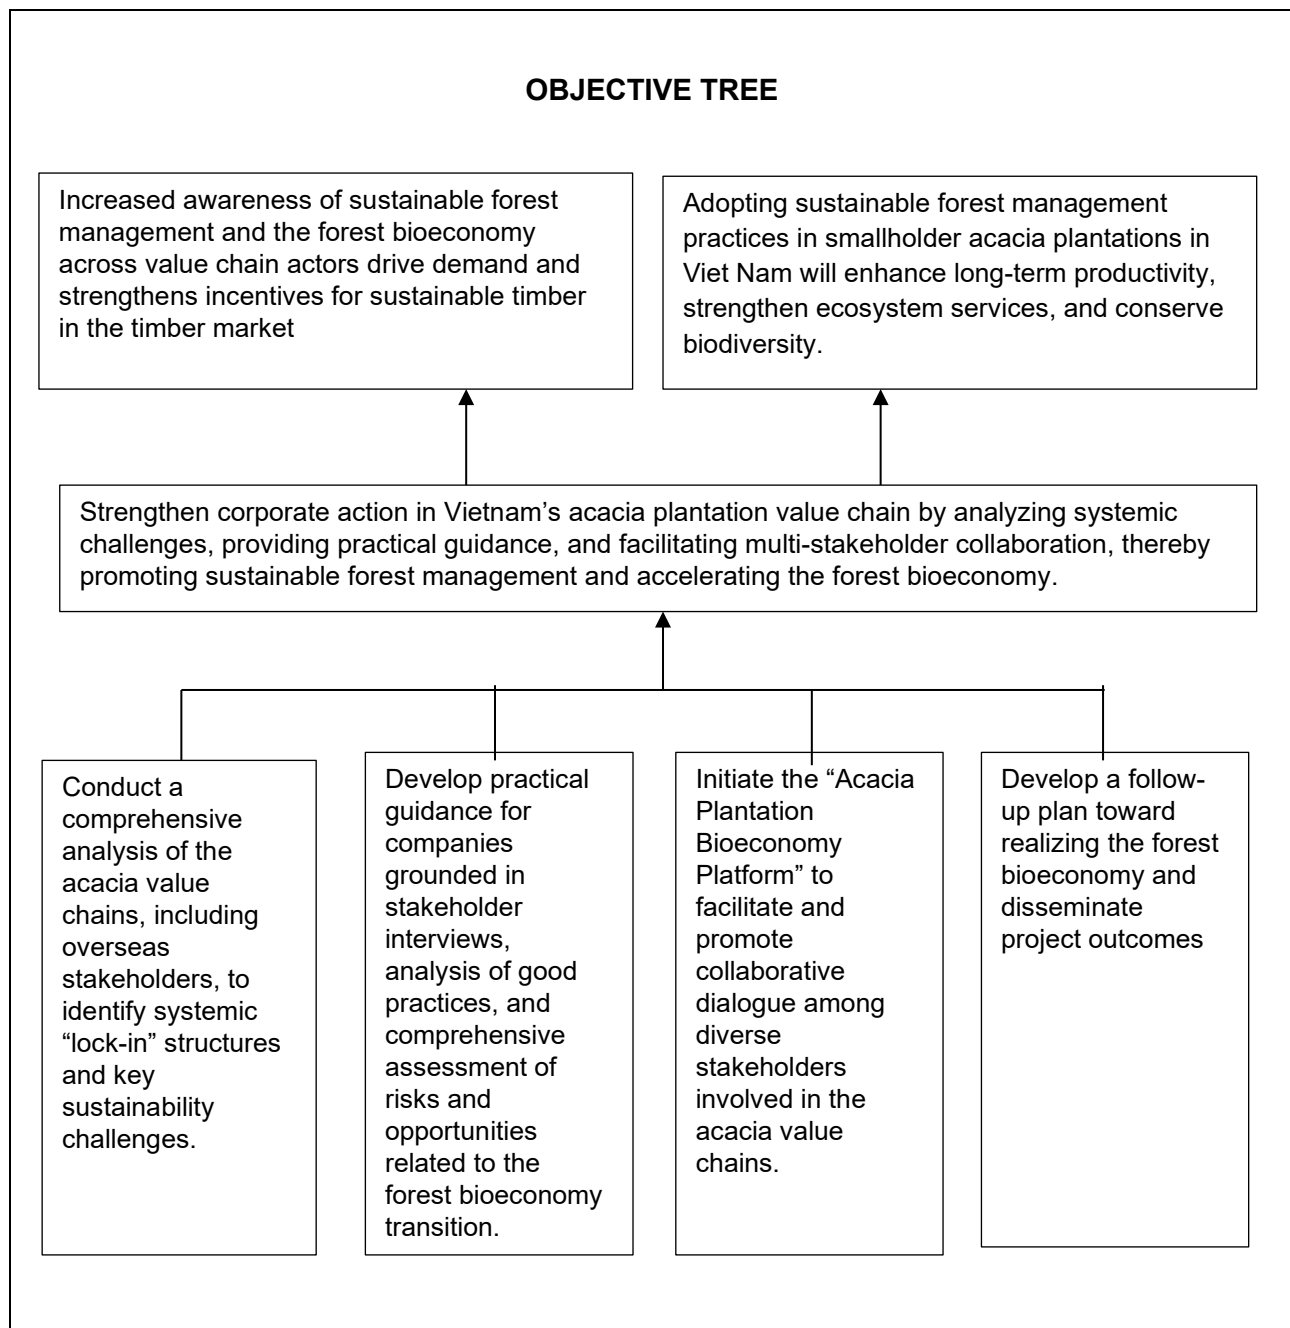 OBJECTIVE TREE
Increased awareness of sustainable forest
management and the forest bioeconomy
across value chain actors drive demand and
strengthens incentives for sustainable timber
in the timber market
Adopting sustainable forest management
practices in smallholder acacia plantations in
Viet Nam will enhance long-term productivity,
strengthen ecosystem services, and conserve
biodiversity.
Strengthen corporate action in Vietnam’s acacia plantation value chain by analyzing systemic
challenges, providing practical guidance, and facilitating multi-stakeholder collaboration, thereby
promoting sustainable forest management and accelerating the forest bioeconomy.
Conduct a
comprehensive
analysis of the
acacia value
chains, including
overseas
stakeholders, to
identify systemic
“lock-in” structures
and key
sustainability
challenges.
Develop practical
guidance for
companies
grounded in
stakeholder
interviews,
analysis of good
practices, and
comprehensive
assessment of
risks and
opportunities
related to the
forest bioeconomy
transition.
Initiate the “Acacia
Plantation
Bioeconomy
Platform” to
facilitate and
promote
collaborative
dialogue among
diverse
stakeholders
involved in the
acacia value
chains.
Develop a follow-
up plan toward
realizing the forest
bioeconomy and
disseminate
project outcomes